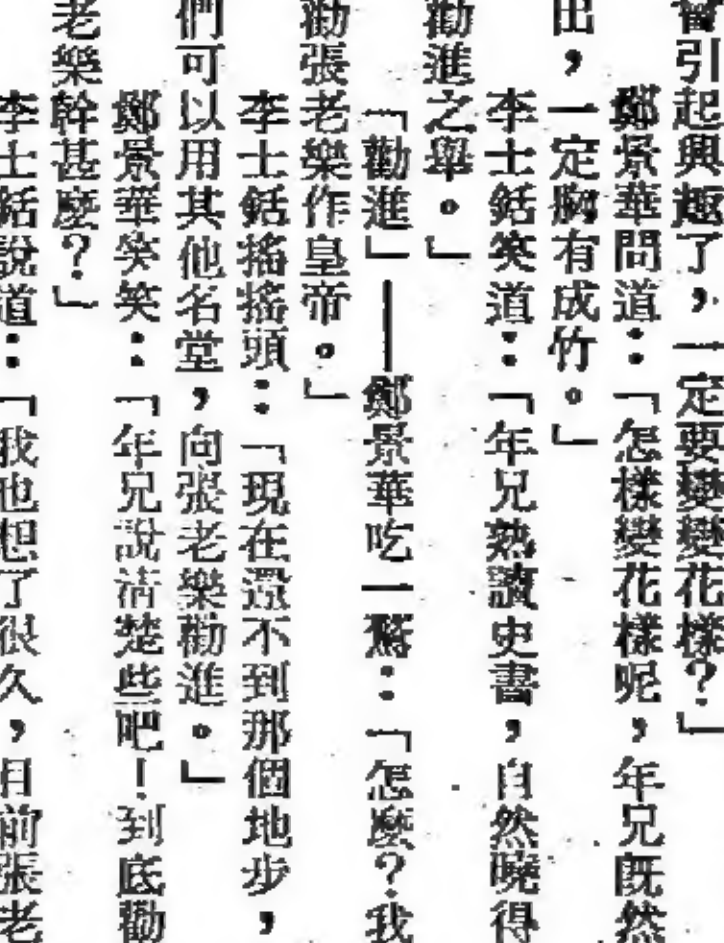 會引起興趣了，一定要變變花樣？」
鄭景華問道：「怎樣變花樣呢，年兄既然
出，一定胸有成竹。」
李士銛笑道：「年兄熟讀史書，自然曉得
勸進之舉。」
「勸進」——鄭景華吃一驚：「怎麼？我
勸張老樂作皇帝。」
李士銛搖搖頭：「現在還不到那個地步，
們可以用其他名堂，向張老樂勸進。」
鄭景華笑笑：「年兄說清楚些吧！到底勸
老樂幹甚麼？」
李士銛說道：「我也想了很久，目前張老